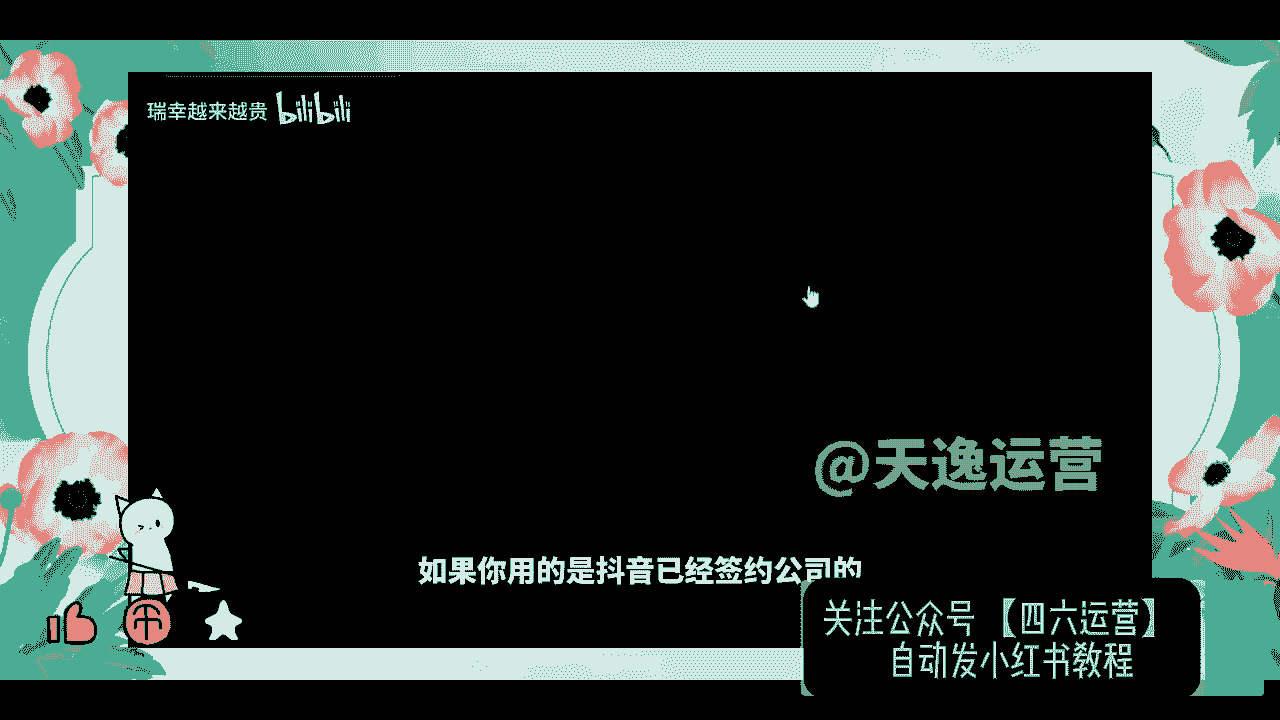 瑞幸越来越贵 bilibili
@天逸运营
如果你用的是抖音已经签约公司的
关注公众号【四六运营】
自动发小红书教程